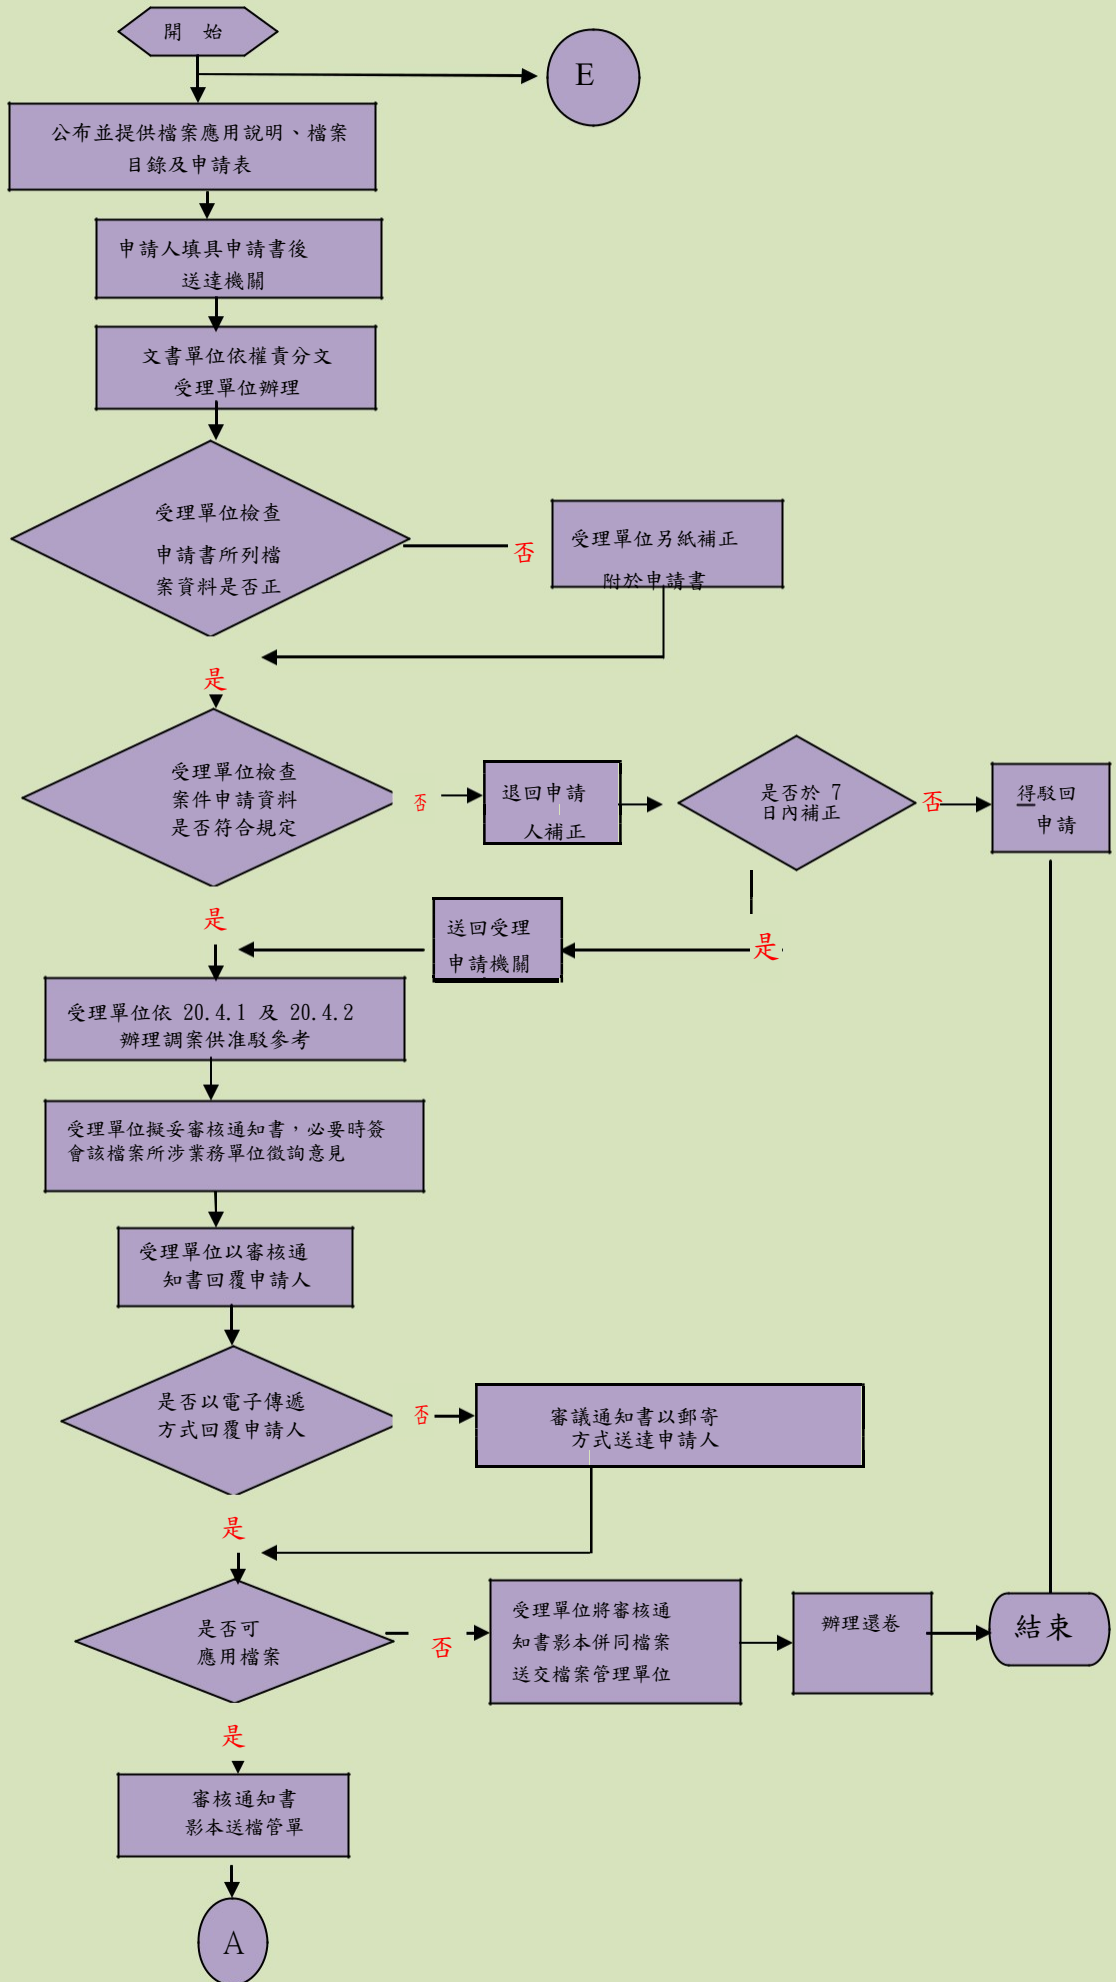 開 始
E
公布並提供檔案應用說明、檔案
目錄及申請表
申請人填具申請書後
送達機關
文書單位依權責分文
受理單位辦理
受理單位檢查
申請書所列檔
案資料是否正
否
受理單位另紙補正
附於申請書
是
受理單位檢查
案件申請資料
是否符合規定
否
退回申請
人補正
是否於 7
日內補正
否
得駁回
申請
是
送回受理
申請機關
是
受理單位依 20.4.1 及 20.4.2
辦理調案供准駁參考
受理單位擬妥審核通知書，必要時簽
會該檔案所涉業務單位徵詢意見
受理單位以審核通
知書回覆申請人
是否以電子傳遞
方式回覆申請人
否
審議通知書以郵寄
方式送達申請人
是
是否可
應用檔案
否
受理單位將審核通
知書影本併同檔案
送交檔案管理單位
辦理還卷
結束
是
審核通知書
影本送檔管單
A